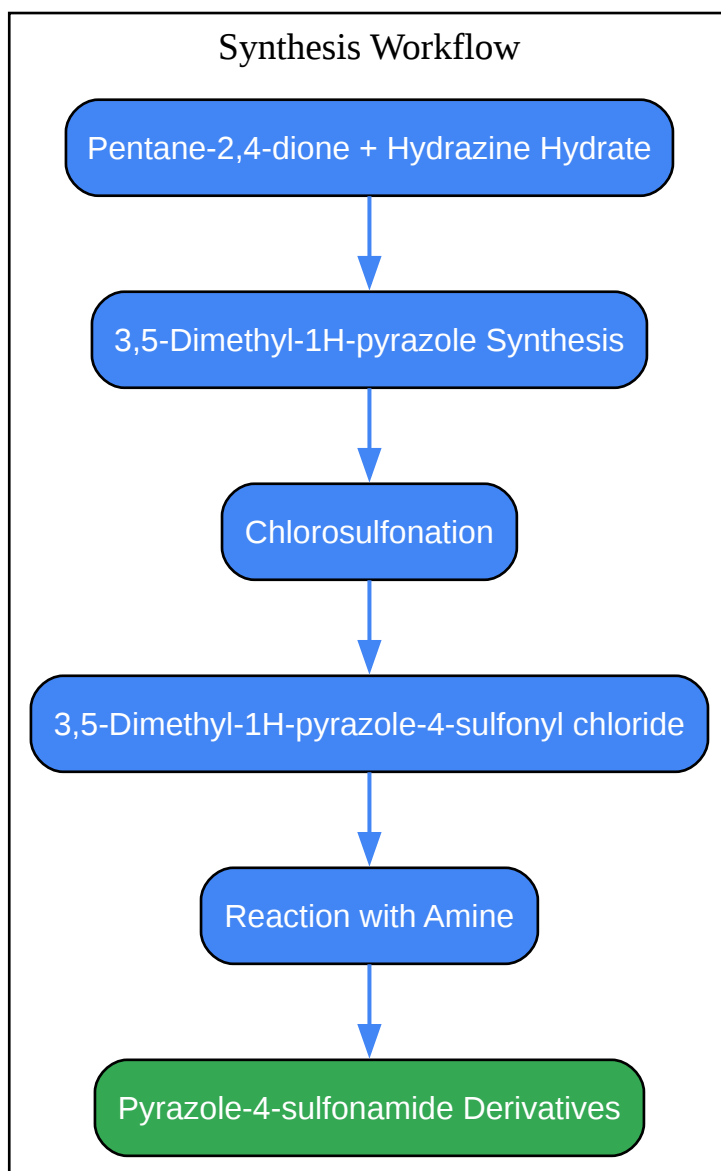 Synthesis Workflow
Pentane-2,4-dione + Hydrazine Hydrate
3,5-Dimethyl-1H-pyrazole Synthesis
Chlorosulfonation
3,5-Dimethyl-1H-pyrazole-4-sulfonyl chloride
Reaction with Amine
Pyrazole-4-sulfonamide Derivatives